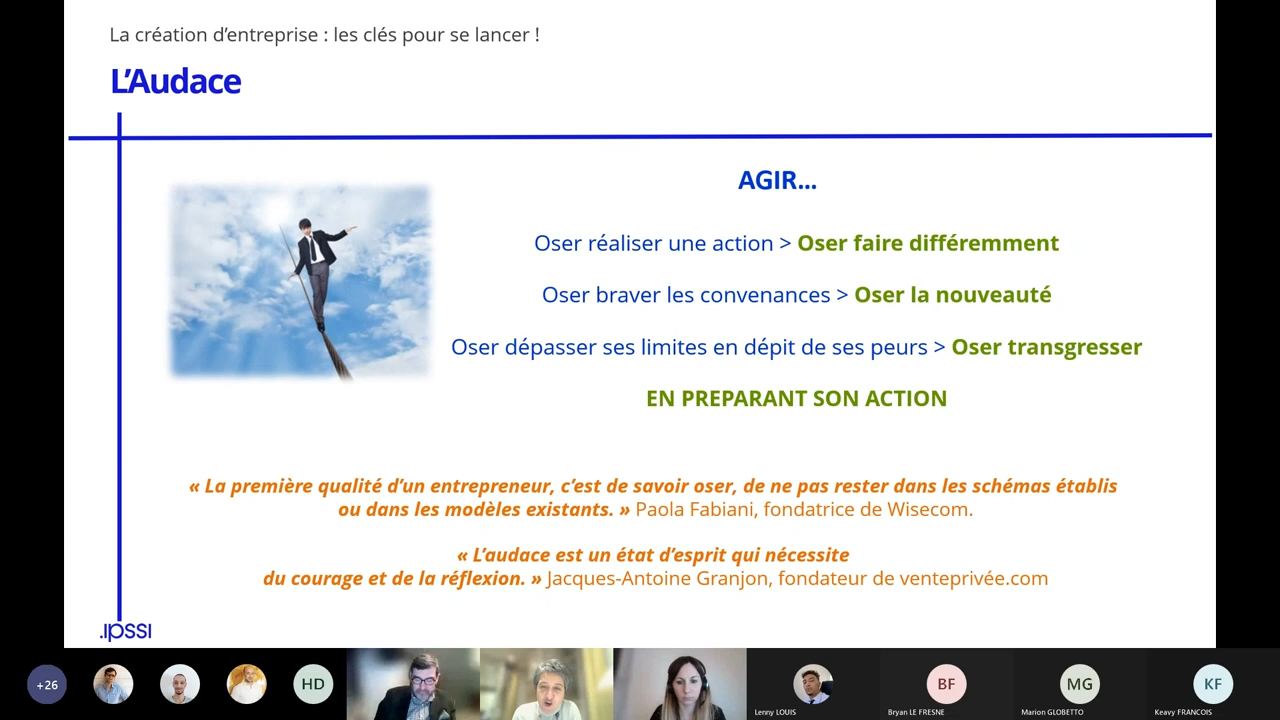 La création d’entreprise : les clés pour se lancer !
L’Audace
AGIR...
Oser réaliser une action > Oser faire différemment
Oser braver les convenances > Oser la nouveauté
Oser dépasser ses limites en dépit de ses peurs > Oser transgresser
EN PREPARANT SON ACTION
« La première qualité d’un entrepreneur, c’est de savoir oser, de ne pas rester dans les schémas établis
ou dans les modèles existants. » Paola Fabiani, fondatrice de Wisecom.
« L’audace est un état d’esprit qui nécessite
du courage et de la réflexion. » Jacques-Antoine Granjon, fondateur de venteprivée.com
.IPSSI
+26
HD
Lenny LOUIS
BF
Bryan LE FRESNE
MG
Marion GLOBETTO
KF
Keavy FRANCOIS